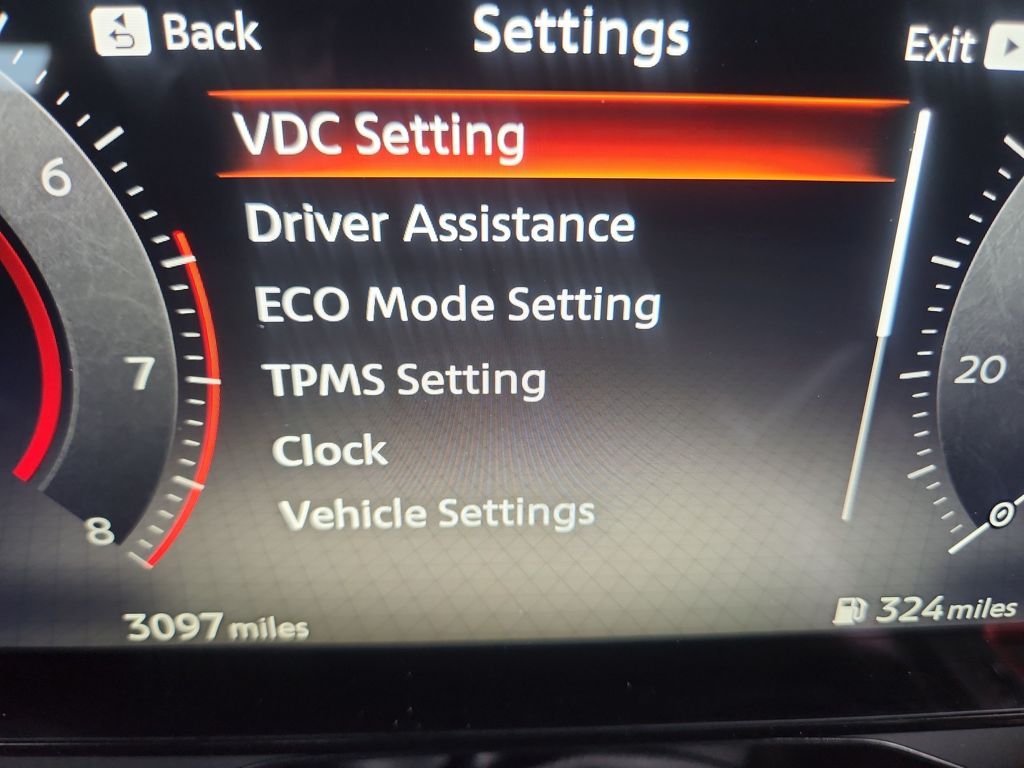 Back Settings Exit
VDC Setting
Driver Assistance
6
ECO Mode Setting
TPMS Setting
7
20
Clock
Vehicle Settings
8
0
3097 miles
324 miles